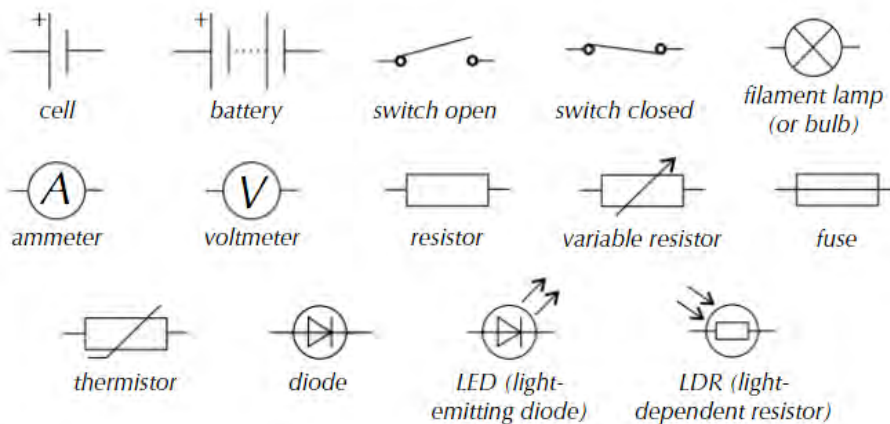 +
+
cell
battery
switch open
switch closed
filament lamp
(or bulb)
A
V
ammeter
voltmeter
resistor
variable resistor
fuse
thermistor
diode
LED (light-
emitting diode)
LDR (light-
dependent resistor)